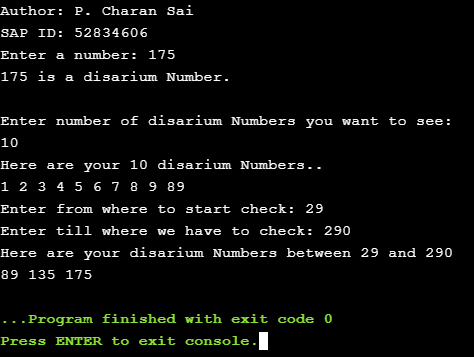 Author: P. Charan Sai
SAP ID: 52834606
Enter a number: 175
175 is a disarium Number.
Enter number of disarium Numbers you want to see:
10
Here are your 10 disarium Numbers..
1 2 3 4 5 6 7 8 9 89
Enter from where to start check: 29
Enter till where we have to check: 290
Here are your disarium Numbers between 29 and 290
89 135 175
...Program finished with exit code 0
Press ENTER to exit console.